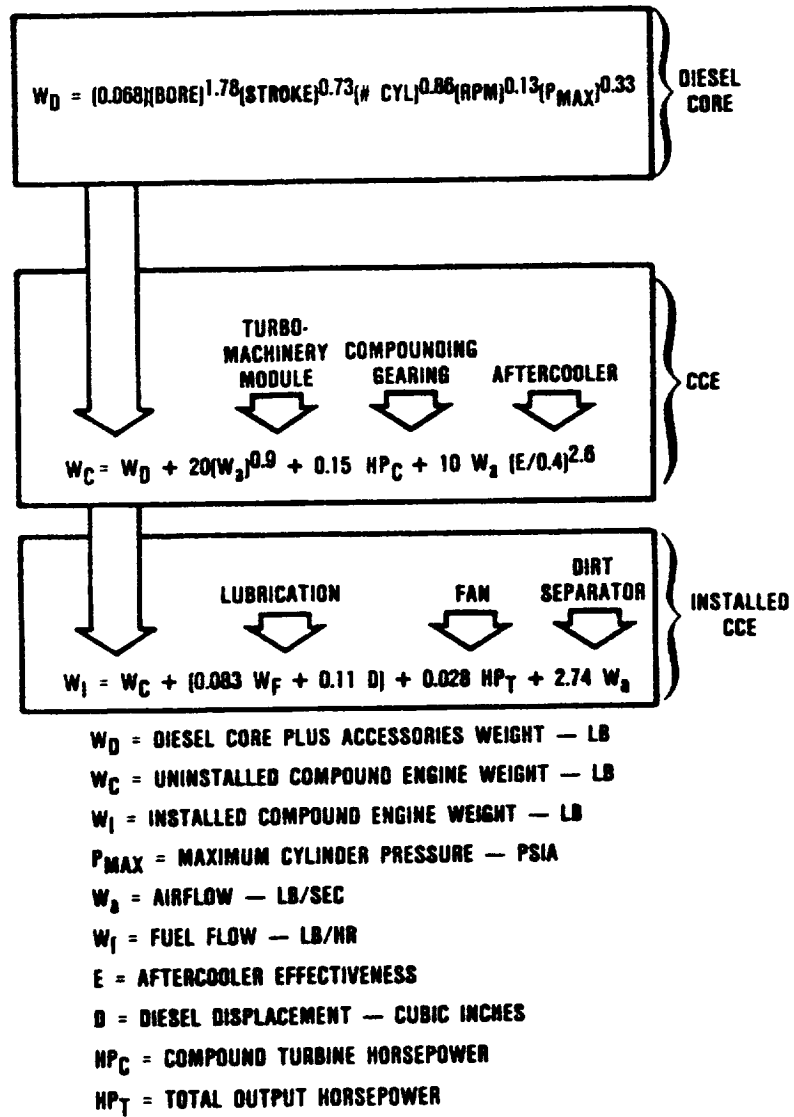 W_D = (0.068)(BORE)^1.78(STROKE)^0.73(# CYL)^0.86(RPM)^0.13(P_MAX)^0.33
DIESEL
CORE
TURBO-
MACHINERY
MODULE
COMPOUNDING
GEARING
AFTERCOOLER
CCE
W_C = W_D + 20(W_a)^0.9 + 0.15 HP_C + 10 W_a (E/0.4)^2.6
LUBRICATION
FAN
DIRT
SEPARATOR
INSTALLED
CCE
W_I = W_C + (0.083 W_F + 0.11 D) + 0.028 HP_T + 2.74 W_a
W_D = DIESEL CORE PLUS ACCESSORIES WEIGHT — LB
W_C = UNINSTALLED COMPOUND ENGINE WEIGHT — LB
W_I = INSTALLED COMPOUND ENGINE WEIGHT — LB
P_MAX = MAXIMUM CYLINDER PRESSURE — PSIA
W_a = AIRFLOW — LB/SEC
W_f = FUEL FLOW — LB/HR
E = AFTERCOOLER EFFECTIVENESS
D = DIESEL DISPLACEMENT — CUBIC INCHES
HP_C = COMPOUND TURBINE HORSEPOWER
HP_T = TOTAL OUTPUT HORSEPOWER